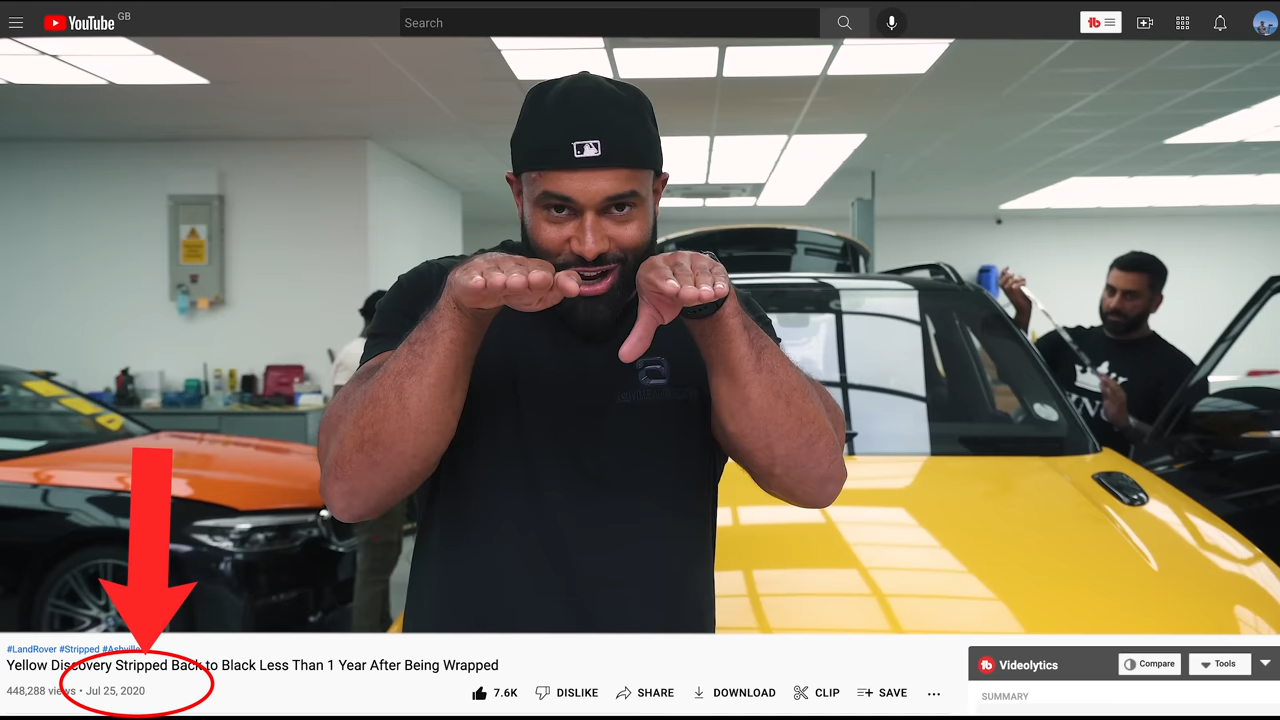 YouTube GB
Search
#LandRover #Stripped #Ashville
Yellow Discovery Stripped Back to Black Less Than 1 Year After Being Wrapped
448,288 views • Jul 25, 2020
7.6K DISLIKE SHARE DOWNLOAD CLIP SAVE
Videolytics Compare Tools
SUMMARY